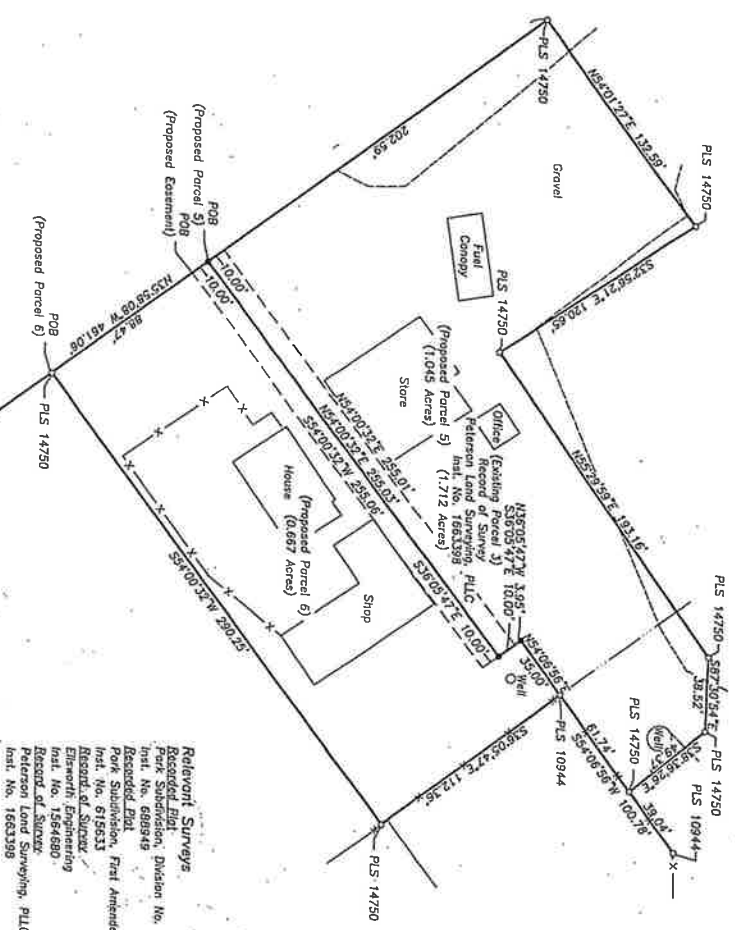 PLS 14750
N54°01'27"E 132.59'
PLS 14750
Gravel
202.59'
Fuel
Canopy
S32°56'21"E 120.65'
PLS 14750
N55°29'59"E 193.16'
PLS 14750
S87°30'54"E
38.52'
PLS 14750
Well
PLS 10944
PLS 14750
39.04'
61.74'
S54°06'56"W 100.78'
X
PLS 10944
N54°06'56"E
35.00'
Well
N36°05'47"W 3.95'
S36°05'47"E 10.00'
Office
(Existing Parcel 3)
Record of Survey
Peterson Land Surveying, PLLC
Inst. No. 1663398
(1.712 Acres)
(Proposed Parcel 5)
(1.045 Acres)
Store
N54°00'32"E 255.01'
N54°00'32"E 255.03'
S54°00'32"W 255.06'
S36°05'47"E 10.00'
10.00'
10.00'
POB
(Proposed Parcel 5)
POB
(Proposed Easement)
N35°58'08"W 461.06'
88.47'
POB
(Proposed Parcel 6)
PLS 14750
(Proposed Parcel 6)
(0.667 Acres)
House
Shop
S54°00'32"W 290.25'
S36°05'47"E 112.36'
PLS 14750
Relevant Surveys
Recorded Plat
Park Subdivision, Division No.
Inst. No. 688949
Recorded Plat
Park Subdivision, First Amende
Inst. No. 615633
Record of Survey
Ellsworth Engineering
Inst. No. 1564680
Record of Survey
Peterson Land Surveying, PLLC
Inst. No. 1663398